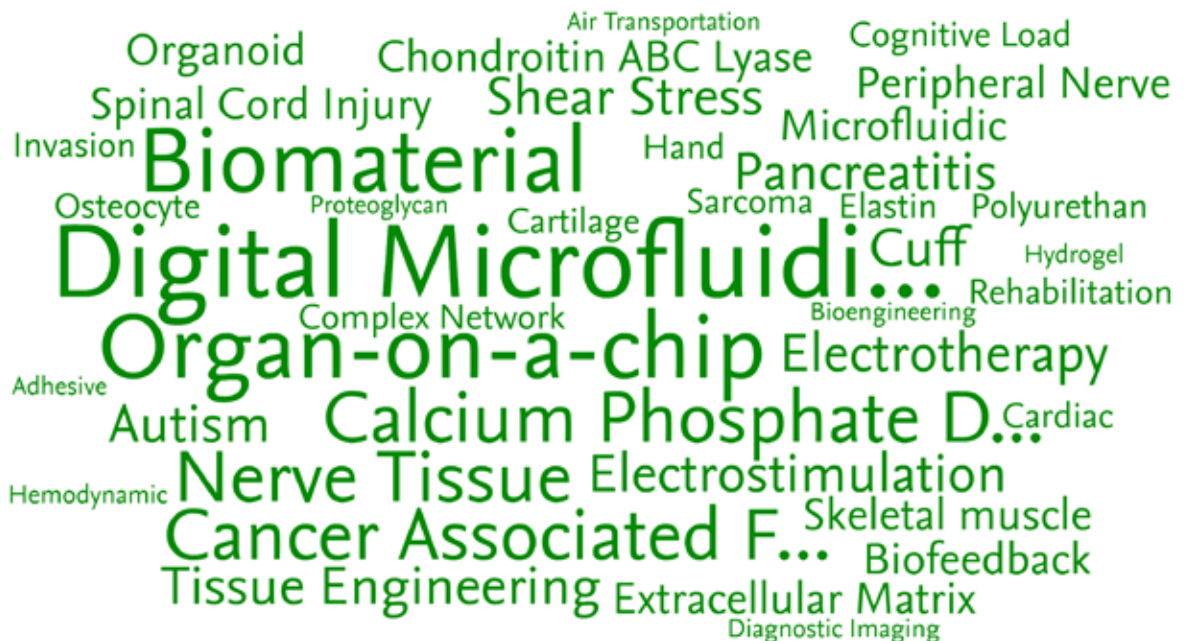 Air Transportation
Organoid
Chondroitin ABC Lyase
Cognitive Load
Spinal Cord Injury
Shear Stress
Peripheral Nerve
Invasion
Biomaterial
Hand
Microfluidic
Pancreatitis
Osteocyte
Proteoglycan
Cartilage
Sarcoma
Elastin
Polyurethan
Digital Microfluidi...
Cuff
Hydrogel
Rehabilitation
Complex Network
Bioengineering
Organ-on-a-chip
Electrotherapy
Adhesive
Autism
Calcium Phosphate D...
Cardiac
Hemodynamic
Nerve Tissue
Electrostimulation
Cancer Associated F...
Skeletal muscle
Biofeedback
Tissue Engineering
Extracellular Matrix
Diagnostic Imaging